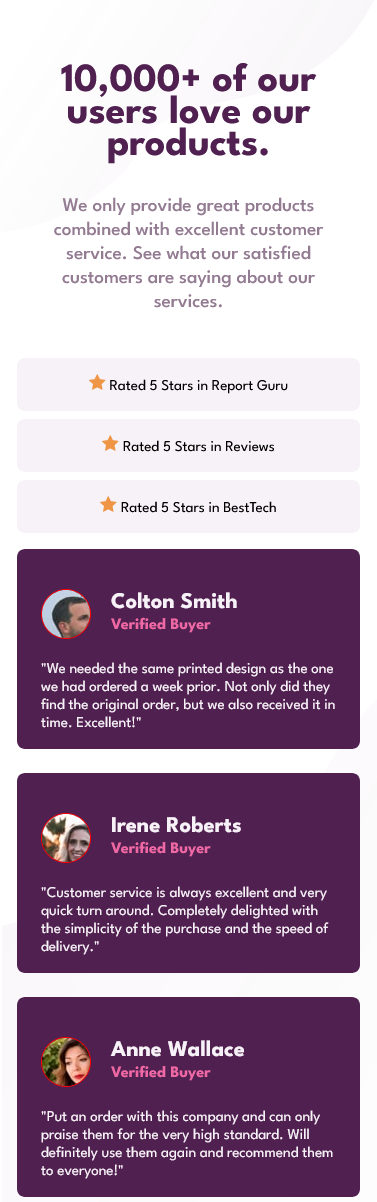 10,000+ of our
users love our
products.
We only provide great products
combined with excellent customer
service. See what our satisfied
customers are saying about our
services.
Rated 5 Stars in Report Guru
Rated 5 Stars in Reviews
Rated 5 Stars in BestTech
Colton Smith
Verified Buyer
"We needed the same printed design as the one
we had ordered a week prior. Not only did they
find the original order, but we also received it in
time. Excellent!"
Irene Roberts
Verified Buyer
"Customer service is always excellent and very
quick turn around. Completely delighted with
the simplicity of the purchase and the speed of
delivery."
Anne Wallace
Verified Buyer
"Put an order with this company and can only
praise them for the very high standard. Will
definitely use them again and recommend them
to everyone!"